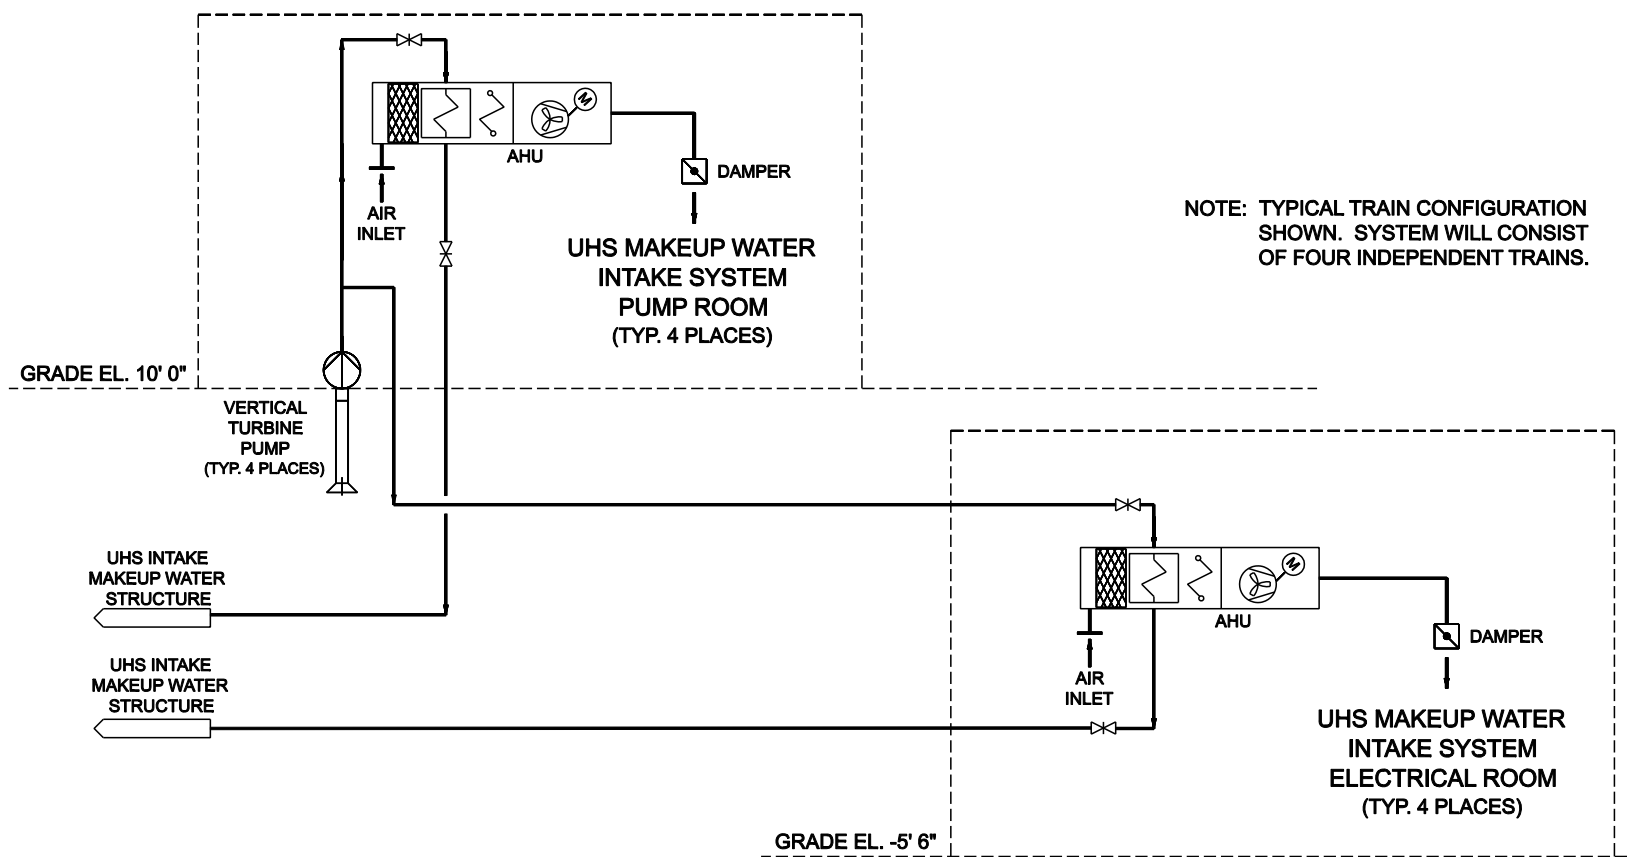 M
AHU
DAMPER
AIR
INLET
UHS MAKEUP WATER
INTAKE SYSTEM
PUMP ROOM
(TYP. 4 PLACES)
NOTE: TYPICAL TRAIN CONFIGURATION
SHOWN. SYSTEM WILL CONSIST
OF FOUR INDEPENDENT TRAINS.
GRADE EL. 10' 0"
VERTICAL
TURBINE
PUMP
(TYP. 4 PLACES)
UHS INTAKE
MAKEUP WATER
STRUCTURE
UHS INTAKE
MAKEUP WATER
STRUCTURE
M
AHU
DAMPER
AIR
INLET
UHS MAKEUP WATER
INTAKE SYSTEM
ELECTRICAL ROOM
(TYP. 4 PLACES)
GRADE EL. -5' 6"